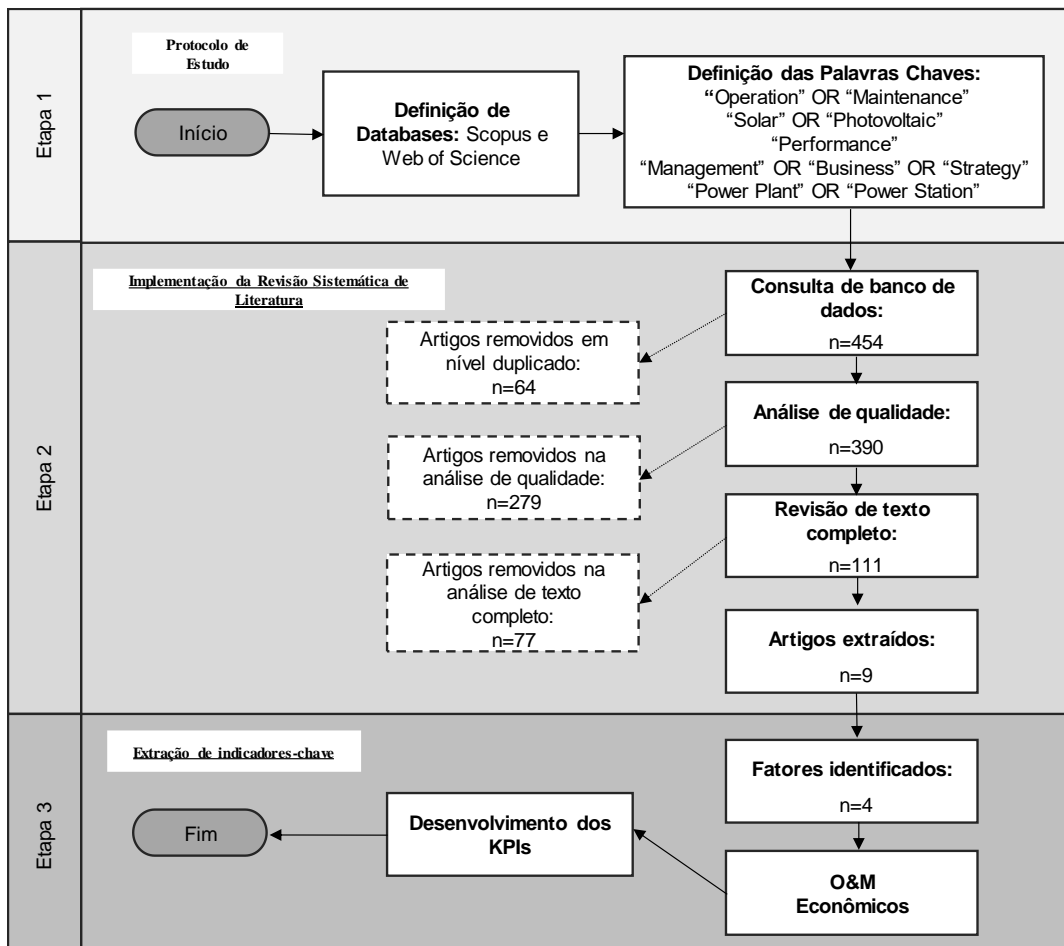 Etapa 1
Protocolo de
Estudo
Início
Definição de
Databases: Scopus e
Web of Science
Definição das Palavras Chaves:
“Operation” OR “Maintenance”
“Solar” OR “Photovoltaic”
“Performance”
“Management” OR “Business” OR “Strategy”
“Power Plant” OR “Power Station”
Etapa 2
Implementação da Revisão Sistemática de
Literatura
Consulta de banco de
dados:
n=454
Artigos removidos em
nível duplicado:
n=64
Análise de qualidade:
n=390
Artigos removidos na
análise de qualidade:
n=279
Revisão de texto
completo:
n=111
Artigos removidos na
análise de texto
completo:
n=77
Artigos extraídos:
n=9
Etapa 3
Extração de indicadores-chave
Fatores identificados:
n=4
O&M
Econômicos
Desenvolvimento dos
KPIs
Fim